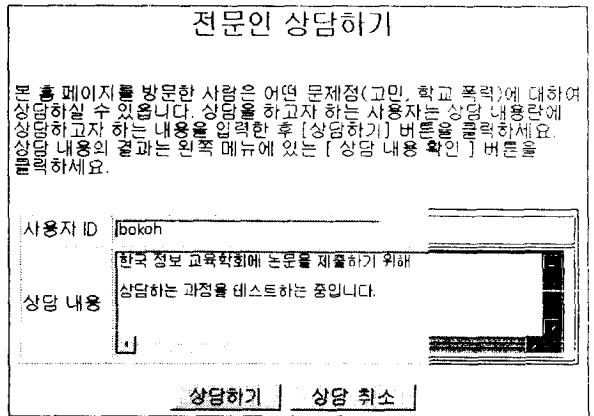 전문인 상담하기
본 홈 페이지를 방문한 사람은 어떤 문제점(고민, 학교 폭력)에 대하여
상담하실 수 있읍니다. 상담을 하고자 하는 사용자는 상담 내용란에
상담하고자 하는 내용을 입력한 후 [상담하기] 버튼을 클릭하세요.
상담 내용의 결과는 왼쪽 메뉴에 있는 [ 상담 내용 확인 ] 버튼을
클릭하세요.
사용자 ID bokoh
한국 정보 교육학회에 논문을 제출하기 위해
상담하는 과정을 테스트하는 중입니다.
상담 내용
상담하기 상담 취소